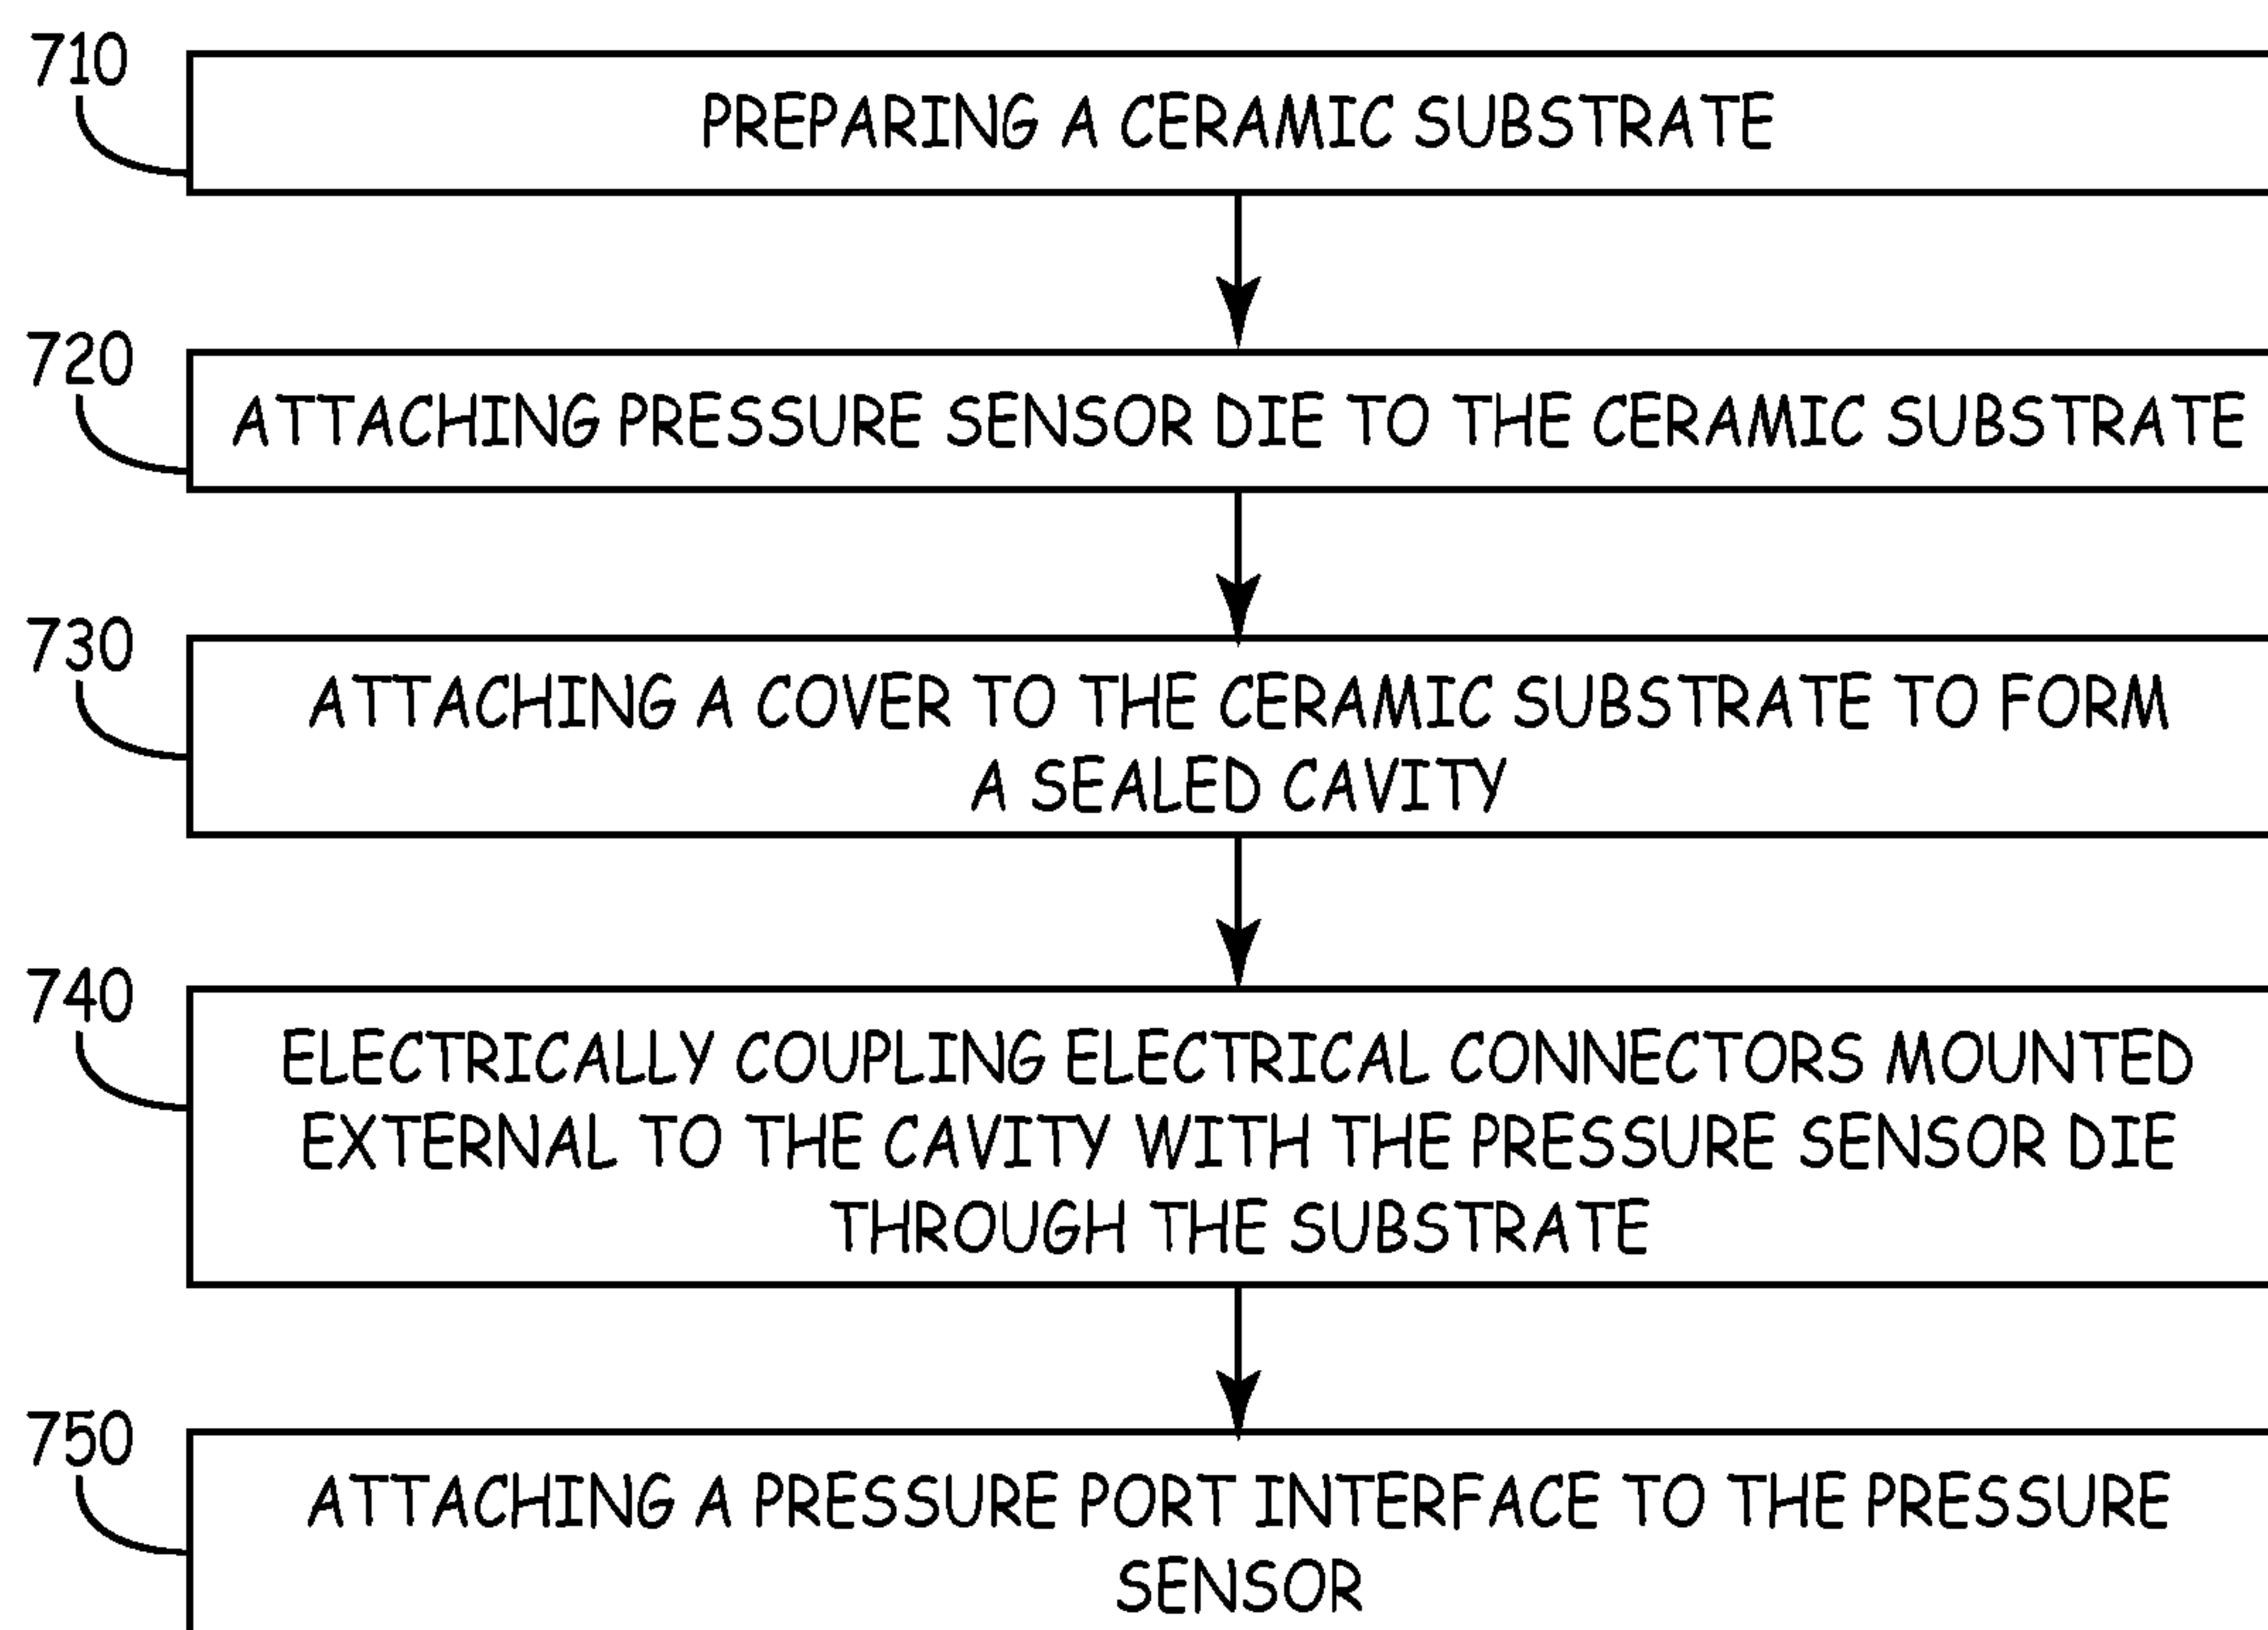 710
PREPARING A CERAMIC SUBSTRATE
720
ATTACHING PRESSURE SENSOR DIE TO THE CERAMIC SUBSTRATE
730
ATTACHING A COVER TO THE CERAMIC SUBSTRATE TO FORM
A SEALED CAVITY
740
ELECTRICALLY COUPLING ELECTRICAL CONNECTORS MOUNTED
EXTERNAL TO THE CAVITY WITH THE PRESSURE SENSOR DIE
THROUGH THE SUBSTRATE
750
ATTACHING A PRESSURE PORT INTERFACE TO THE PRESSURE
SENSOR